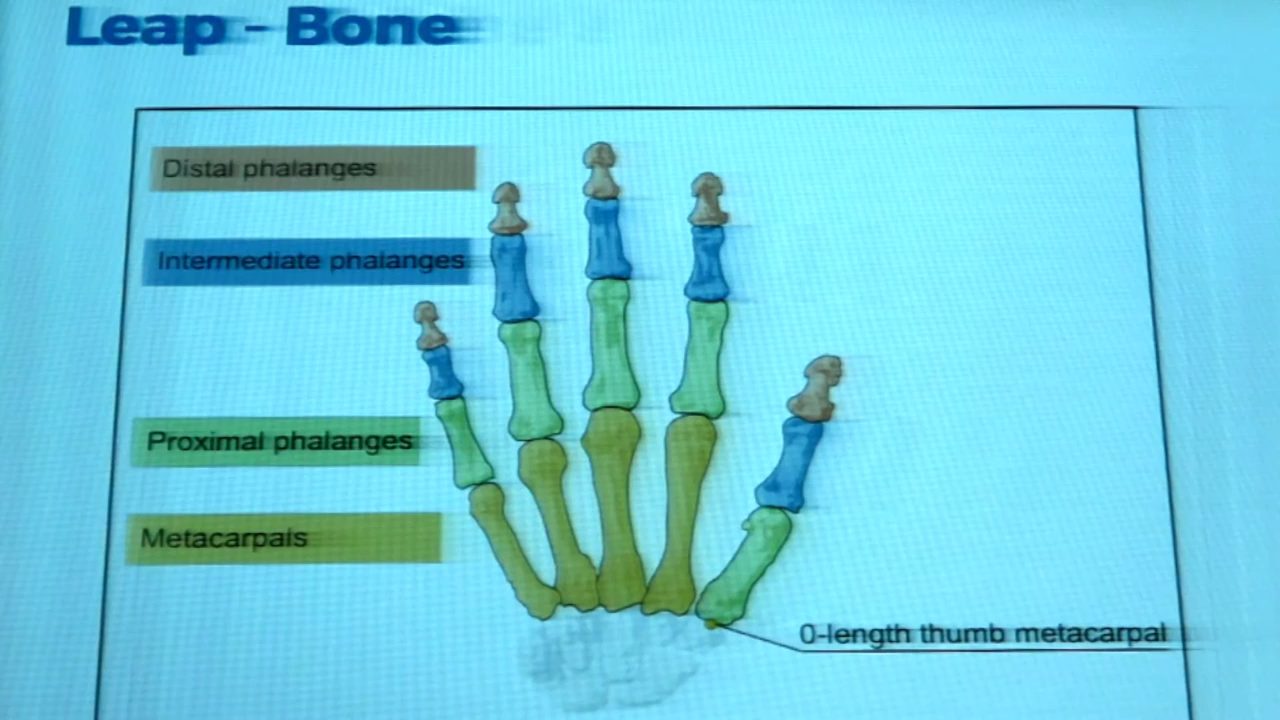 Leap - Bone
Distal phalanges
Intermediate phalanges
Proximal phalanges
Metacarpals
0-length thumb metacarpal